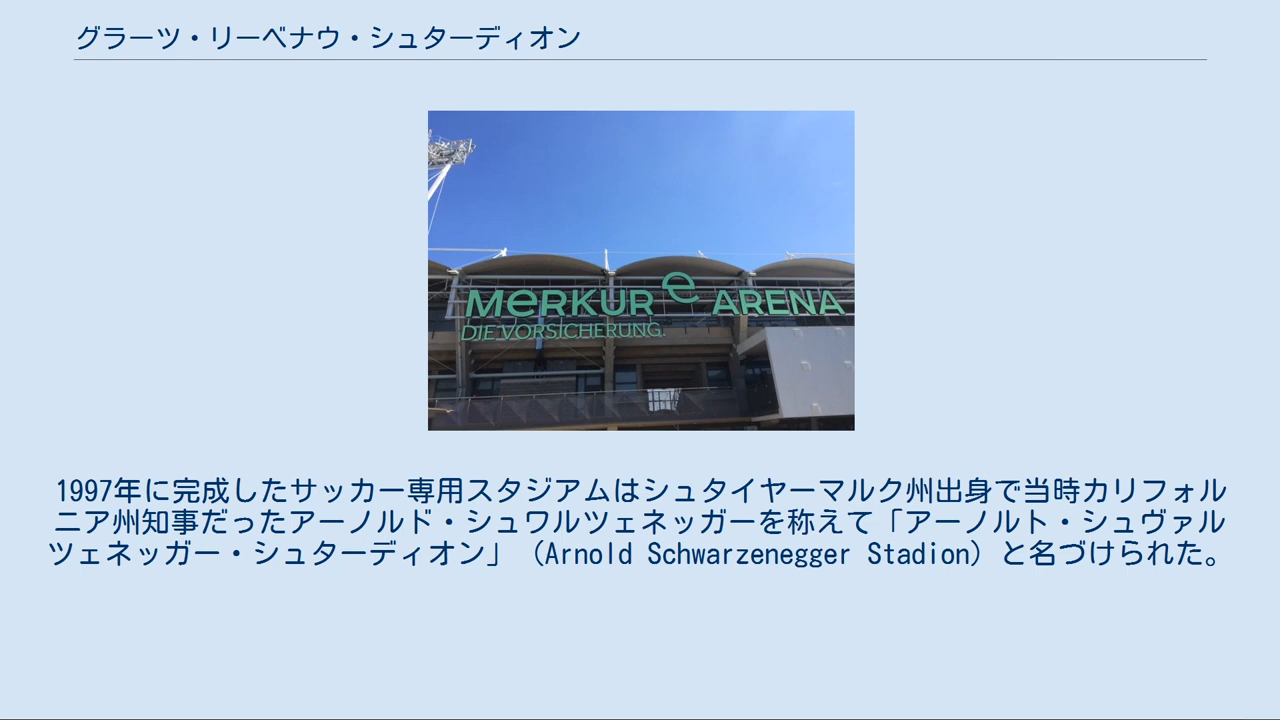 グラーツ・リーベナウ・シュターディオン
MeRKUR e ARENA
DIE VORSICHERUNG.
1997年に完成したサッカー専用スタジアムはシュタイヤーマルク州出身で当時カリフォル
ニア州知事だったアーノルド・シュワルツェネッガーを称えて「アーノルト・シュヴァル
ツェネッガー・シュターディオン」（Arnold Schwarzenegger Stadion）と名づけられた。